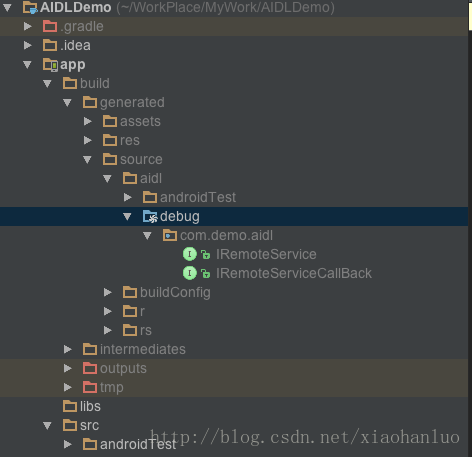 AIDLDemo (~/WorkPlace/MyWork/AIDLDemo)
.gradle
.idea
app
build
generated
assets
res
source
aidl
androidTest
debug
com.demo.aidl
IRemoteService
IRemoteServiceCallBack
buildConfig
r
rs
intermediates
outputs
tmp
libs
src
http://blog.csdn.net/xiaohanluo
androidTest